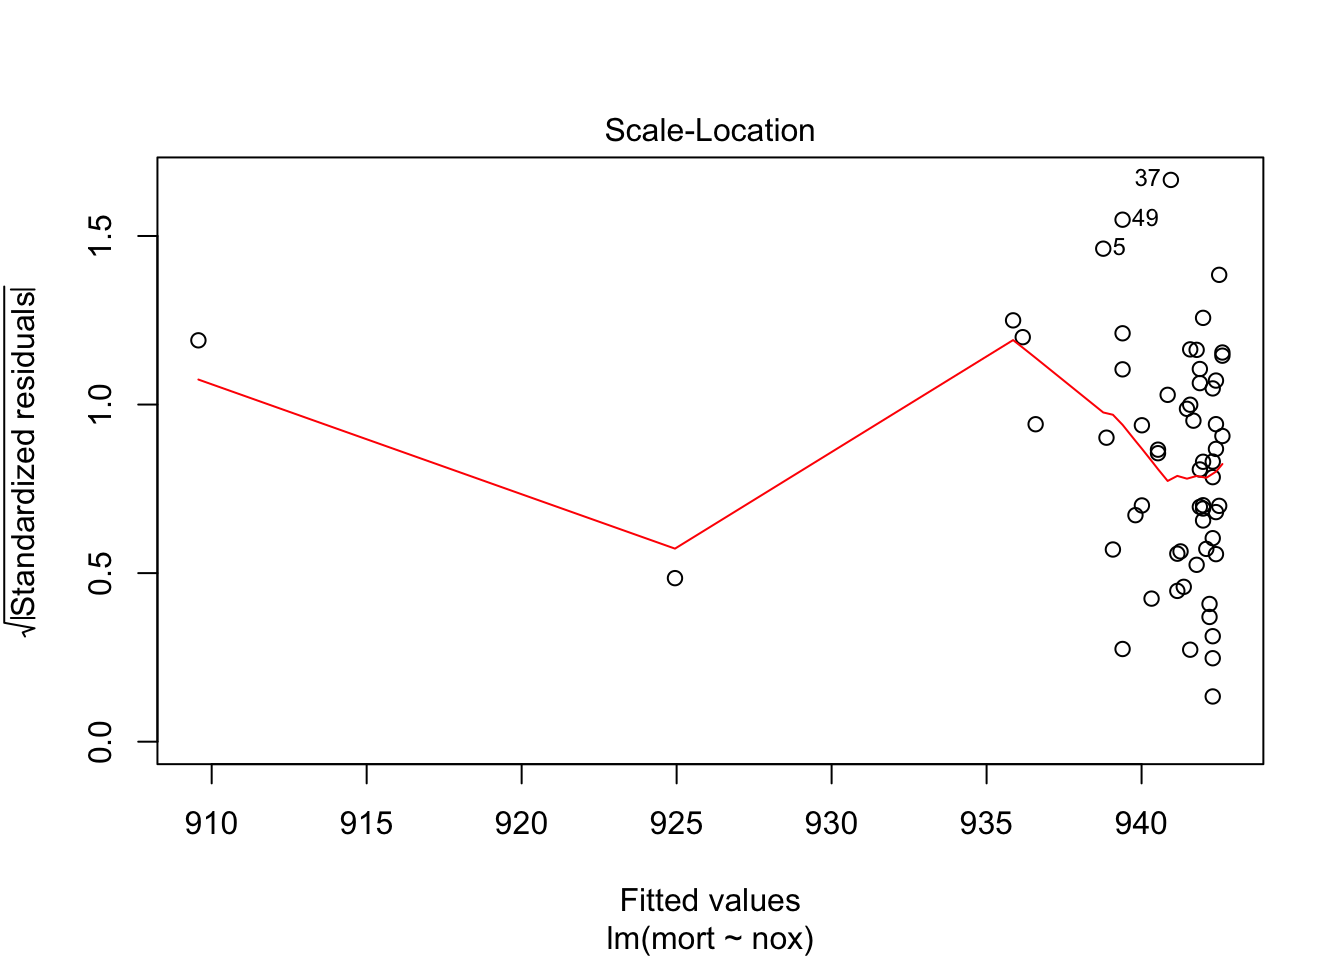 Scale-Location
√|Standardized residuals|
1.5
1.0
0.5
0.0
37
49
5
910 915 920 925 930 935 940
Fitted values
lm(mort ~ nox)